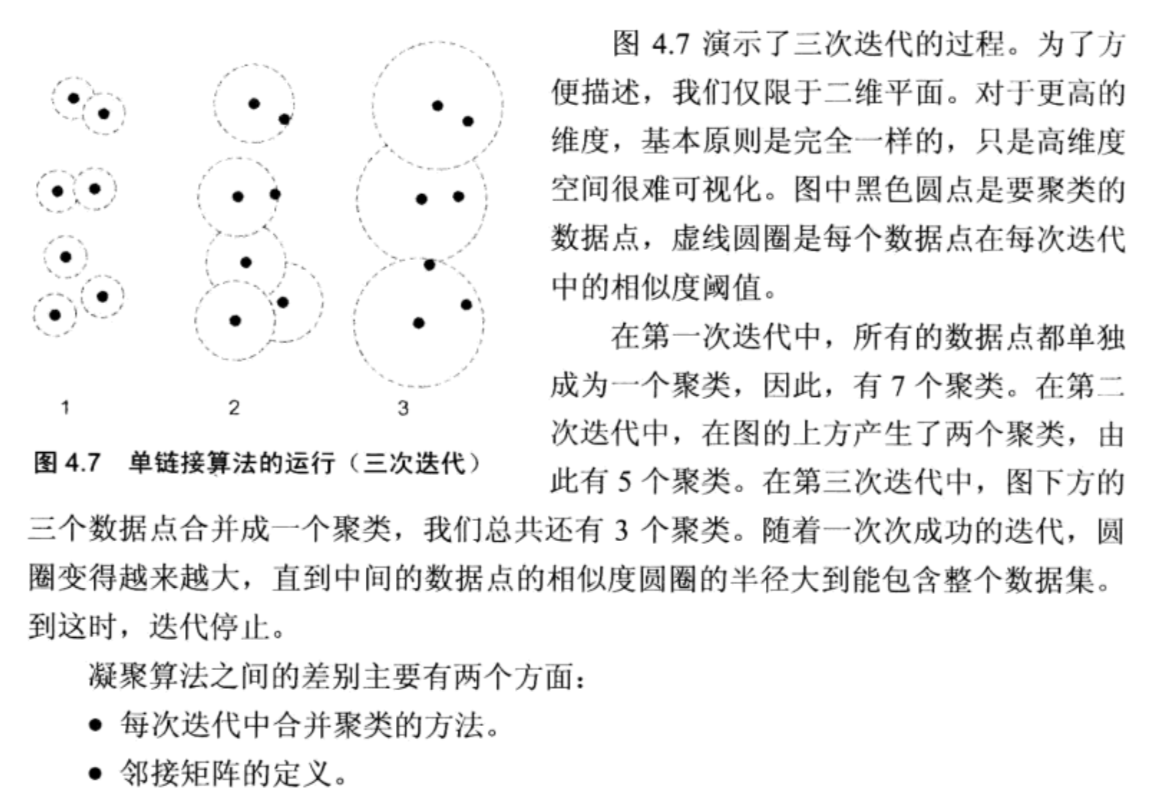 图 4.7 演示了三次迭代的过程。为了方
便描述，我们仅限于二维平面。对于更高的
维度，基本原则是完全一样的，只是高维度
空间很难可视化。图中黑色圆点是要聚类的
数据点，虚线圆圈是每个数据点在每次迭代
中的相似度阈值。
在第一次迭代中，所有的数据点都单独
成为一个聚类，因此，有 7 个聚类。在第二
次迭代中，在图的上方产生了两个聚类，由
此有 5 个聚类。在第三次迭代中，图下方的
1 2 3
图 4.7 单链接算法的运行（三次迭代）
三个数据点合并成一个聚类，我们总共还有 3 个聚类。随着一次次成功的迭代，圆
圈变得越来越大，直到中间的数据点的相似度圆圈的半径大到能包含整个数据集。
到这时，迭代停止。
凝聚算法之间的差别主要有两个方面：
● 每次迭代中合并聚类的方法。
● 邻接矩阵的定义。